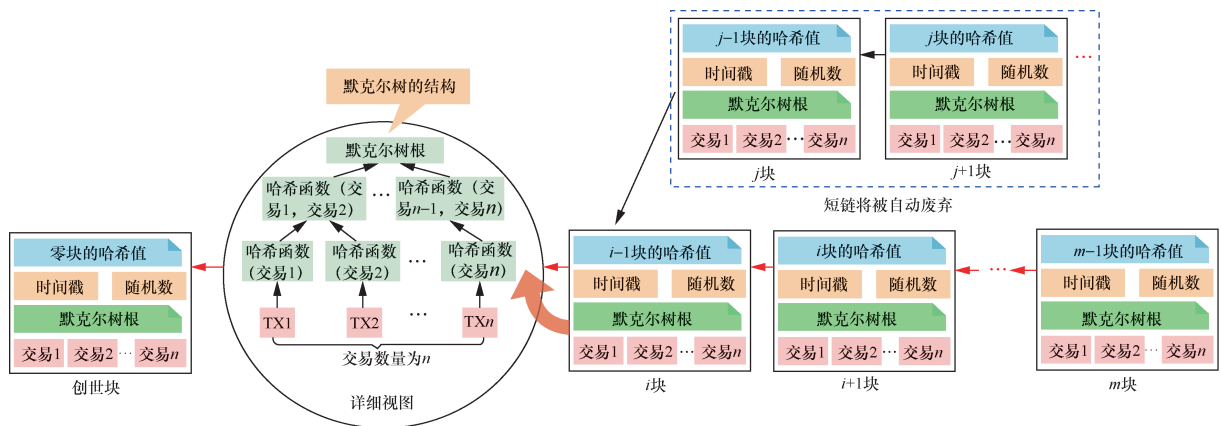 j−1块的哈希值
时间戳
随机数
默克尔树根
交易1
交易2
…
交易n
j块
j块的哈希值
时间戳
随机数
默克尔树根
交易1
交易2
…
交易n
j+1块
…
短链将被自动废弃
默克尔树的结构
默克尔树根
哈希函数（交
易1，交易2）
…
哈希函数（交
易n−1，交易n）
哈希函数
(交易1)
哈希函数
(交易2)
…
哈希函数
(交易n)
TX1
TX2
…
TXn
交易数量为n
详细视图
零块的哈希值
时间戳
随机数
默克尔树根
交易1
交易2
…
交易n
创世块
i−1块的哈希值
时间戳
随机数
默克尔树根
交易1
交易2
…
交易n
i块
i块的哈希值
时间戳
随机数
默克尔树根
交易1
交易2
…
交易n
i+1块
…
m−1块的哈希值
时间戳
随机数
默克尔树根
交易1
交易2
…
交易n
m块